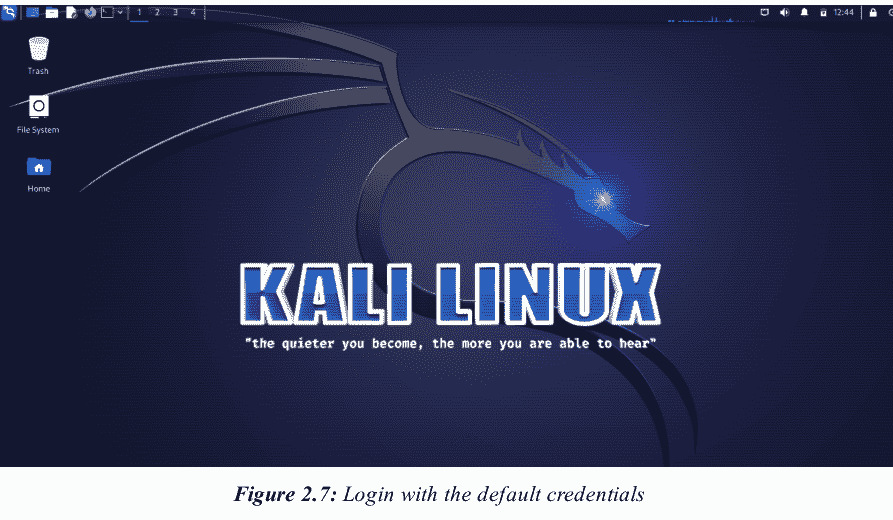 1 2 3 4 12:44
Trash
File System
Home
KALI LINUX
"the quieter you become, the more you are able to hear"
Figure 2.7: Login with the default credentials